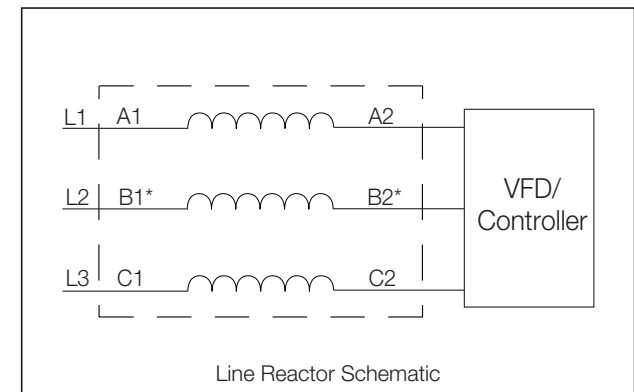 L1 A1 A2
L2 B1* B2*
VFD/
Controller
L3 C1 C2
Line Reactor Schematic